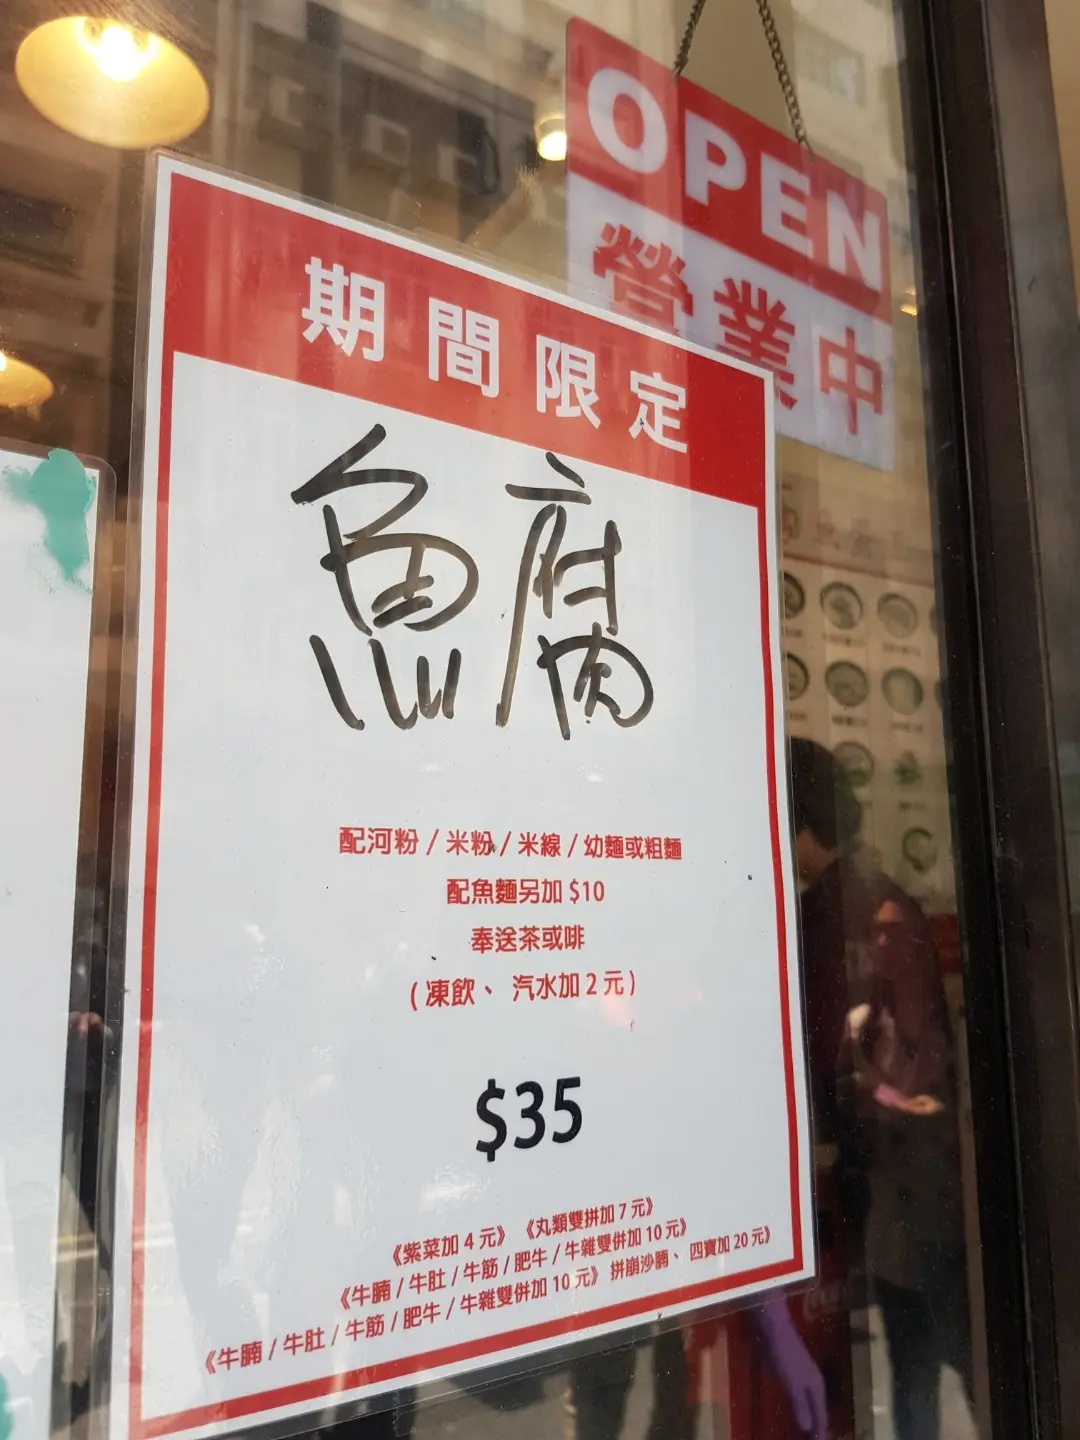 OPEN
營業中
期間限定
魚腐
配河粉 / 米粉 / 米線 / 幼麵或粗麵
配魚麵另加 $10
奉送茶或啡
( 凍飲、 汽水加 2 元 )
$35
《紫菜加 4 元》《丸類雙拼加 7 元》
《牛腩 / 牛肚 / 牛筋 / 肥牛 / 牛雜雙併加 10 元》
《牛腩 / 牛肚 / 牛筋 / 肥牛 / 牛雜雙併加 10 元》 拼崩沙腩、 四寶加 20 元》